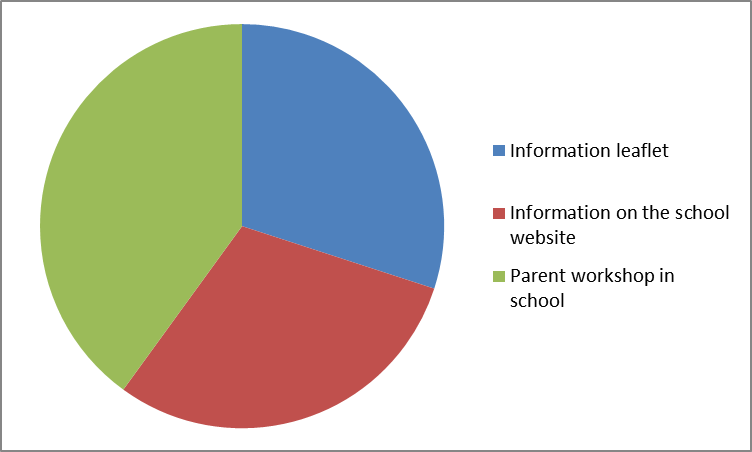 Information leaflet
Information on the school
website
Parent workshop in
school